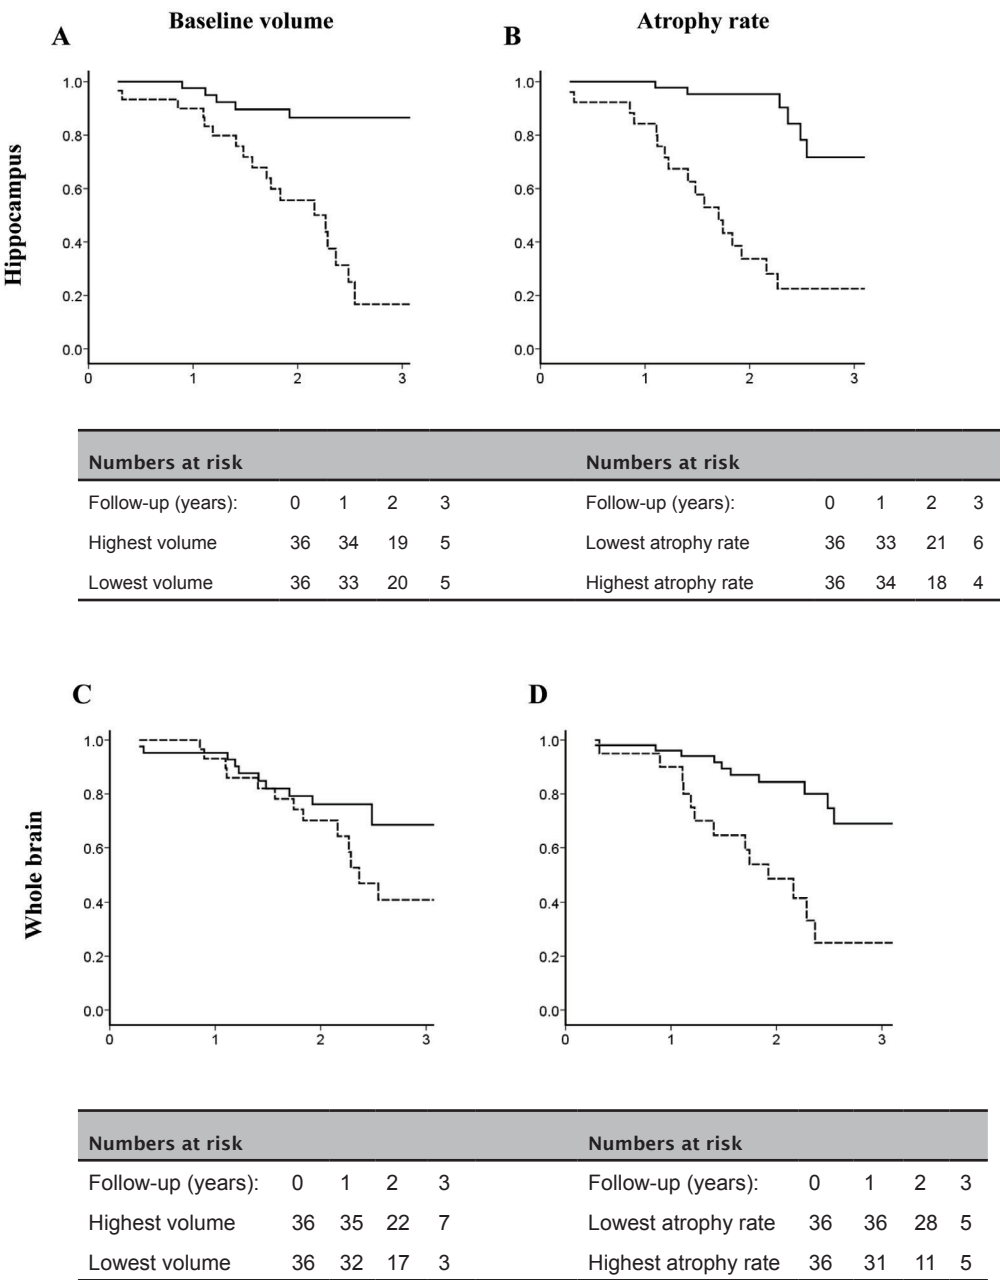 Baseline volume
Atrophy rate
A
B
Hippocampus
1.0
0.8
0.6
0.4
0.2
0.0
0 1 2 3
1.0
0.8
0.6
0.4
0.2
0.0
0 1 2 3
Numbers at risk Numbers at risk
Follow-up (years): 0 1 2 3 Follow-up (years): 0 1 2 3
Highest volume 36 34 19 5 Lowest atrophy rate 36 33 21 6
Lowest volume 36 33 20 5 Highest atrophy rate 36 34 18 4
C
D
Whole brain
1.0
0.8
0.6
0.4
0.2
0.0
0 1 2 3
1.0
0.8
0.6
0.4
0.2
0.0
0 1 2 3
Numbers at risk Numbers at risk
Follow-up (years): 0 1 2 3 Follow-up (years): 0 1 2 3
Highest volume 36 35 22 7 Lowest atrophy rate 36 36 28 5
Lowest volume 36 32 17 3 Highest atrophy rate 36 31 11 5